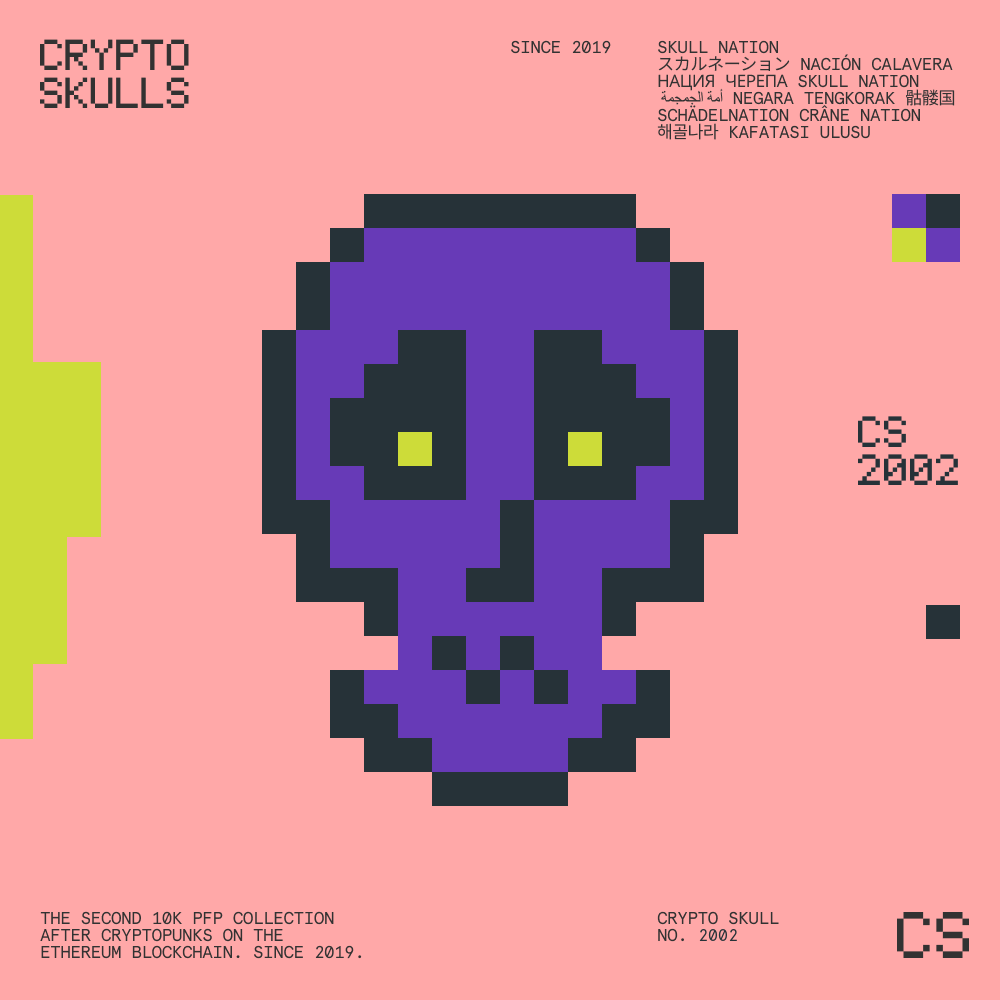 CRYPTO
SKULLS
SINCE 2019
SKULL NATION
スカルネーション NACIÓN CALAVERA
НАЦИЯ ЧЕРЕПА SKULL NATION
أمة الجمجمة NEGARA TENGKORAK 骷髅国
SCHÄDELNATION CRÂNE NATION
해골나라 KAFATASI ULUSU
CS
2002
THE SECOND 10K PFP COLLECTION
AFTER CRYPTOPUNKS ON THE
ETHEREUM BLOCKCHAIN. SINCE 2019.
CRYPTO SKULL
NO. 2002
CS